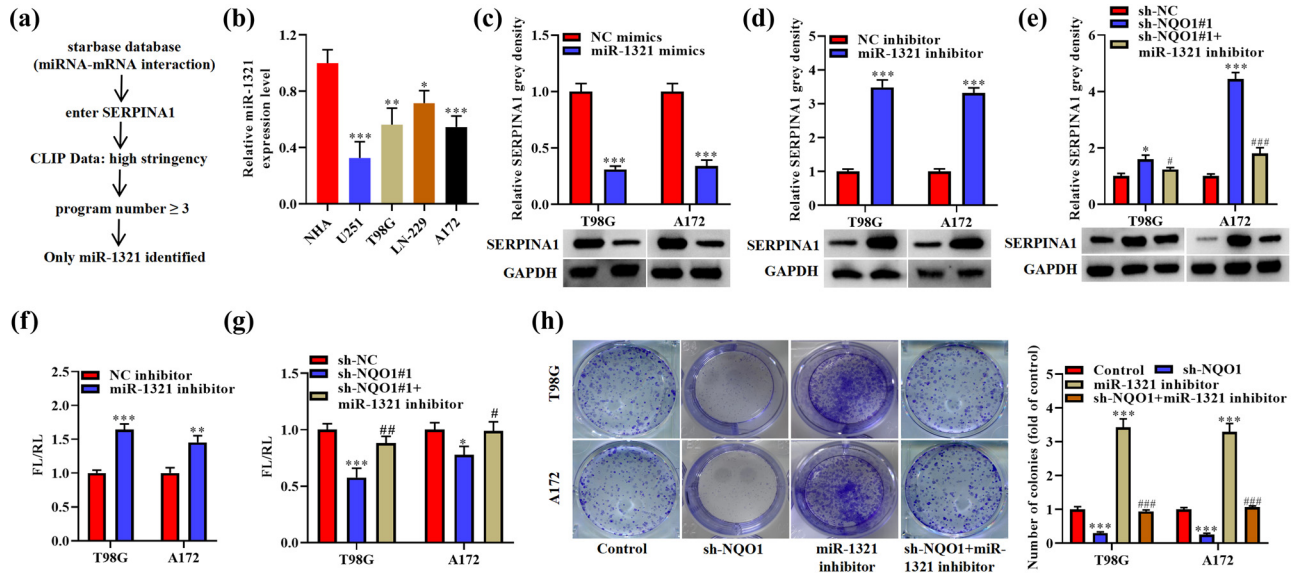 (a)
starbase database
(miRNA-mRNA interaction)
enter SERPINA1
CLIP Data: high stringency
program number ≥ 3
Only miR-1321 identified
(b)
Relative miR-1321
expression level
1.2
0.8
0.4
0.0
***
**
*
***
NHA
U251
T98G
LN-229
A172
(c)
NC mimics
miR-1321 mimics
Relative SERPINA1 grey density
1.5
1.0
0.5
0.0
***
***
T98G
A172
SERPINA1
GAPDH
(d)
NC inhibitor
miR-1321 inhibitor
Relative SERPINA1 grey density
5
4
3
2
1
0
***
***
T98G
A172
SERPINA1
GAPDH
(e)
sh-NC
sh-NQO1#1
sh-NQO1#1+
miR-1321 inhibitor
Relative SERPINA1 grey density
6
4
2
0
*
#
***
###
T98G
A172
SERPINA1
GAPDH
(f)
NC inhibitor
miR-1321 inhibitor
FL/RL
2.5
2.0
1.5
1.0
0.5
0.0
***
**
T98G
A172
(g)
sh-NC
sh-NQO1#1
sh-NQO1#1+
miR-1321 inhibitor
FL/RL
1.5
1.0
0.5
0.0
***
##
*
#
T98G
A172
(h)
T98G
A172
Control
sh-NQO1
miR-1321
inhibitor
sh-NQO1+miR-
1321 inhibitor
Control
sh-NQO1
miR-1321 inhibitor
sh-NQO1+miR-1321 inhibitor
Number of colonies (fold of control)
5
4
3
2
1
0
***
***
###
***
***
###
T98G
A172